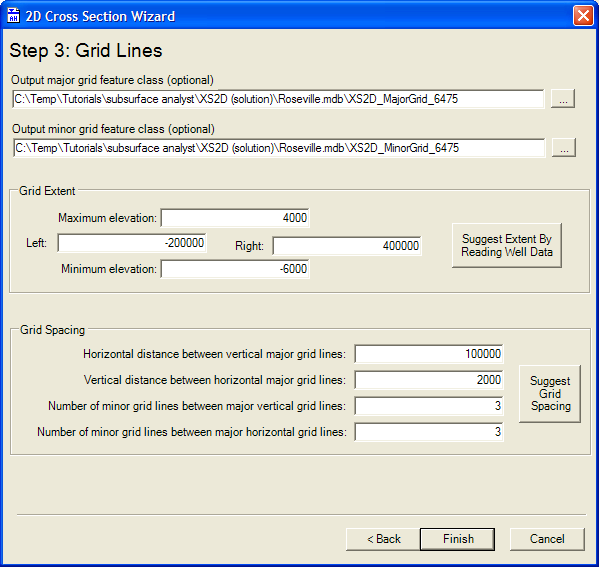 2D Cross Section Wizard
Step 3: Grid Lines
Output major grid feature class (optional)
C:\Temp\Tutorials\subsurface analyst\XS2D (solution)\Roseville.mdb\XS2D_MajorGrid_6475
...
Output minor grid feature class (optional)
C:\Temp\Tutorials\subsurface analyst\XS2D (solution)\Roseville.mdb\XS2D_MinorGrid_6475
...
Grid Extent
Maximum elevation: 4000
Left: -200000
Right: 400000
Minimum elevation: -6000
Suggest Extent By
Reading Well Data
Grid Spacing
Horizontal distance between vertical major grid lines: 100000
Vertical distance between horizontal major grid lines: 2000
Number of minor grid lines between major vertical grid lines: 3
Number of minor grid lines between major horizontal grid lines: 3
Suggest
Grid
Spacing
< Back
Finish
Cancel